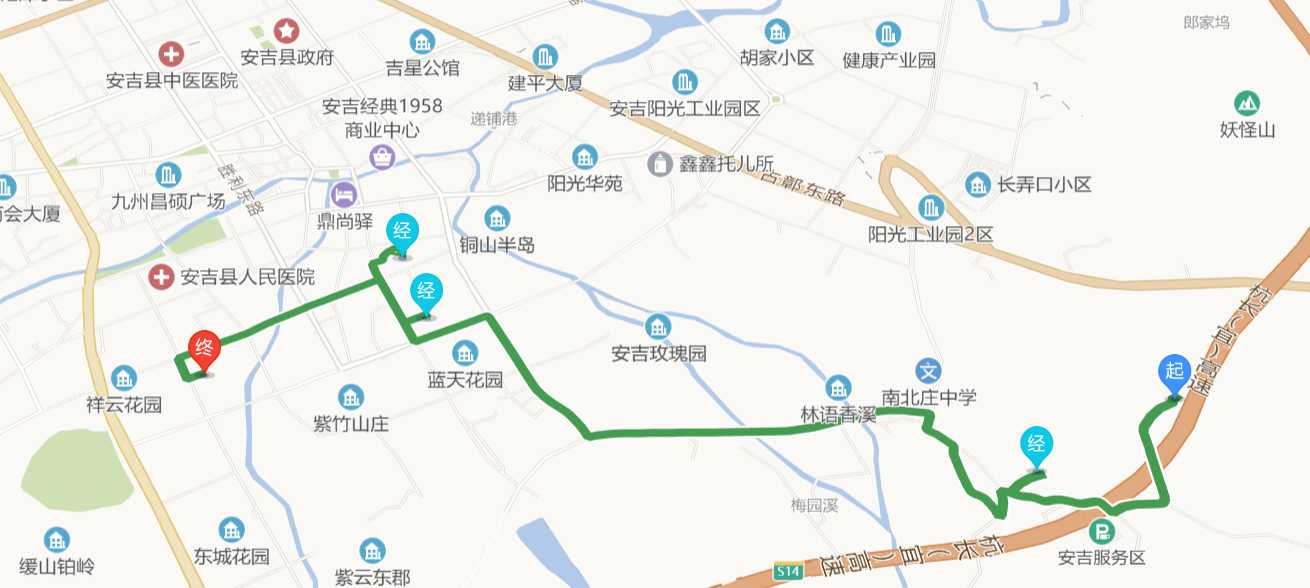 郎家坞
安吉县政府
吉星公馆
胡家小区
健康产业园
安吉县中医医院
建平大厦
安吉阳光工业园区
妖怪山
安吉经典1958
商业中心
递铺港
鑫鑫托儿所
阳光华苑
古鄣东路
长弄口小区
胜利东路
九州昌硕广场
会大厦
鼎尚驿
经
铜山半岛
阳光工业园2区
安吉县人民医院
经
杭长(宜)高速
终
安吉玫瑰园
蓝天花园
起
文
南北庄中学
祥云花园
紫竹山庄
林语香溪
经
梅园溪
东城花园
缓山铂岭
紫云东郡
杭长(宜)高速
S14
P
安吉服务区